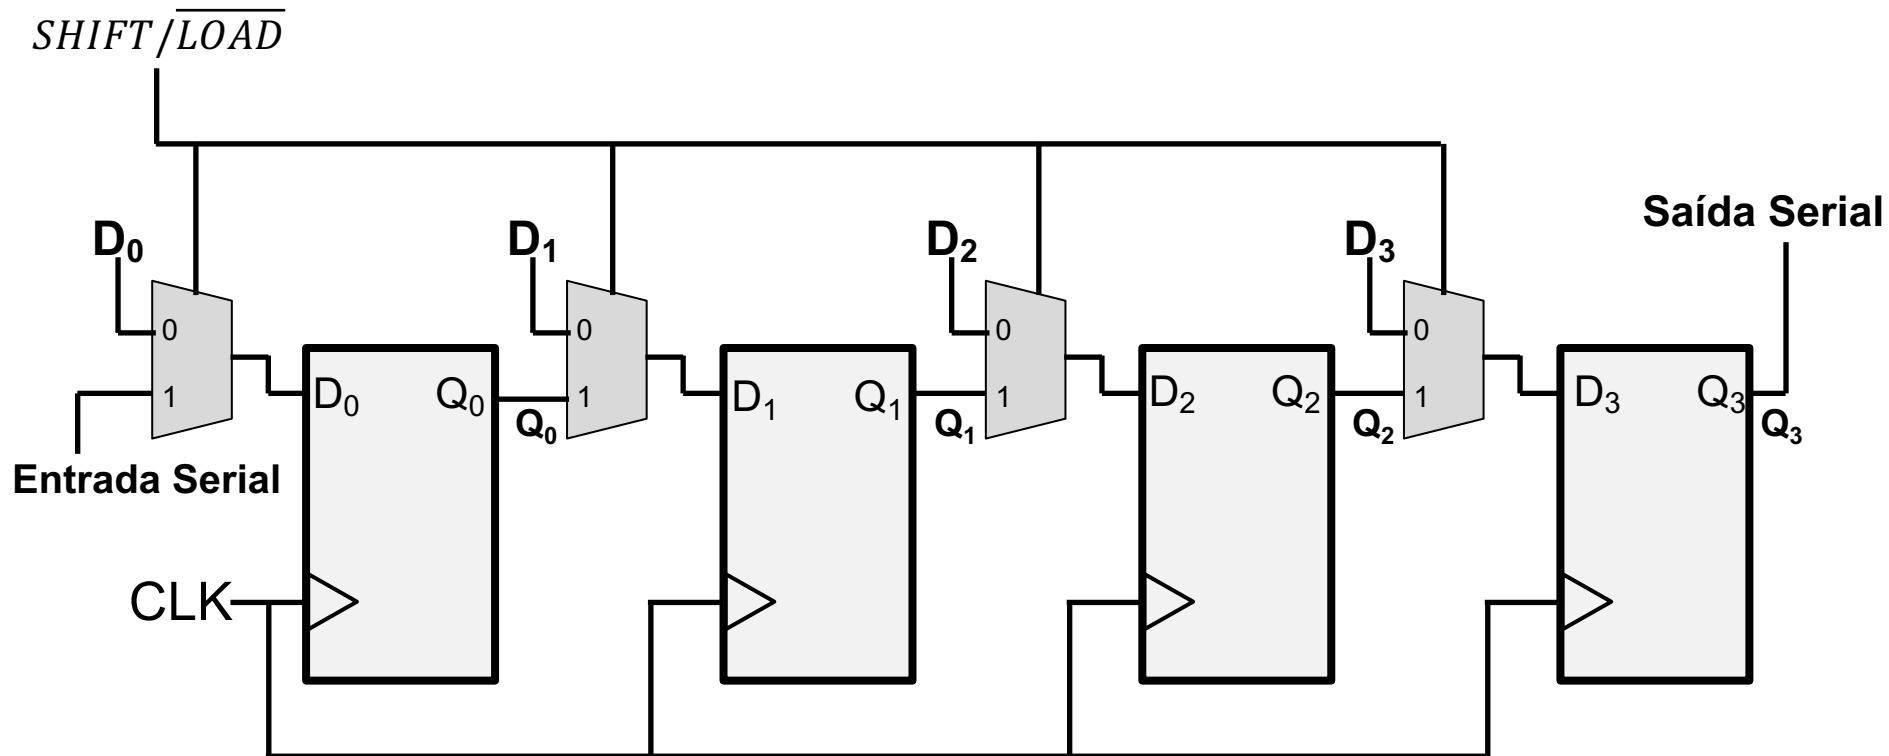 SHIFT/L̅O̅A̅D̅
Saída Serial
D₀ D₁ D₂ D₃
0 0 0 0
D₀ Q₀ D₁ Q₁ D₂ Q₂ D₃ Q₃
1 1 1 1
Q₀ Q₁ Q₂ Q₃
Entrada Serial
CLK